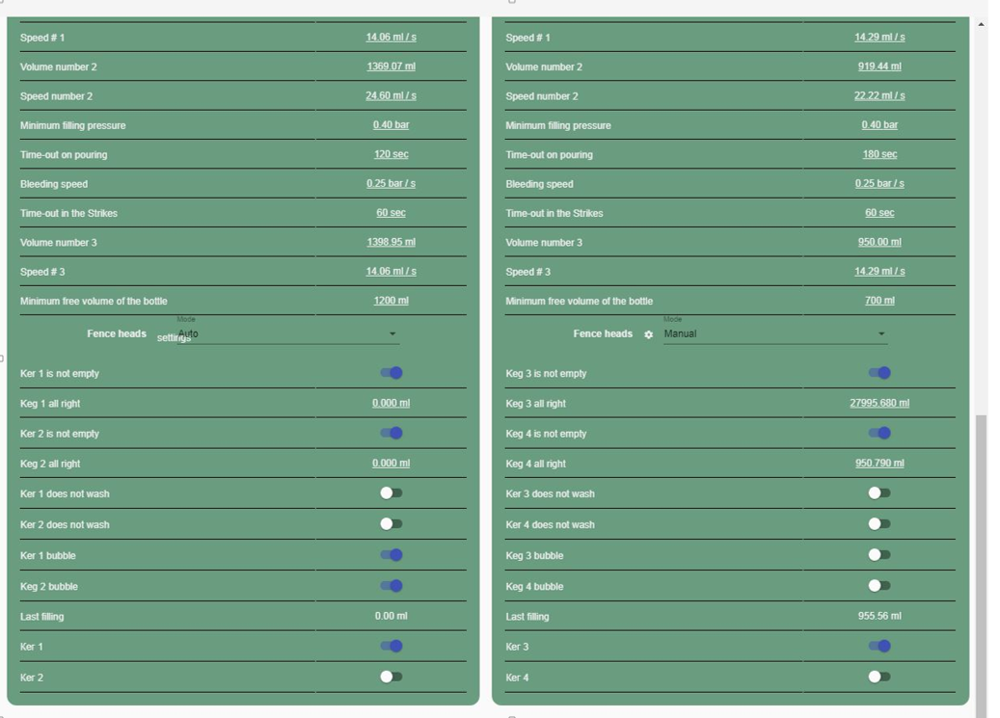 Speed # 1 14.06 ml / s
Volume number 2 1369.07 ml
Speed number 2 24.60 ml / s
Minimum filling pressure 0.40 bar
Time-out on pouring 120 sec
Bleeding speed 0.25 bar / s
Time-out in the Strikes 60 sec
Volume number 3 1398.95 ml
Speed # 3 14.06 ml / s
Minimum free volume of the bottle 1200 ml
Mode
Fence heads settings Auto
Ker 1 is not empty
Keg 1 all right 0.000 ml
Ker 2 is not empty
Keg 2 all right 0.000 ml
Ker 1 does not wash
Ker 2 does not wash
Ker 1 bubble
Keg 2 bubble
Last filling 0.00 ml
Ker 1
Ker 2
Speed # 1 14.29 ml / s
Volume number 2 919.44 ml
Speed number 2 22.22 ml / s
Minimum filling pressure 0.40 bar
Time-out on pouring 180 sec
Bleeding speed 0.25 bar / s
Time-out in the Strikes 60 sec
Volume number 3 950.00 ml
Speed # 3 14.29 ml / s
Minimum free volume of the bottle 700 ml
Mode
Fence heads Manual
Keg 3 is not empty
Keg 3 all right 27995.680 ml
Keg 4 is not empty
Keg 4 all right 950.790 ml
Ker 3 does not wash
Ker 4 does not wash
Keg 3 bubble
Keg 4 bubble
Last filling 955.56 ml
Ker 3
Ker 4